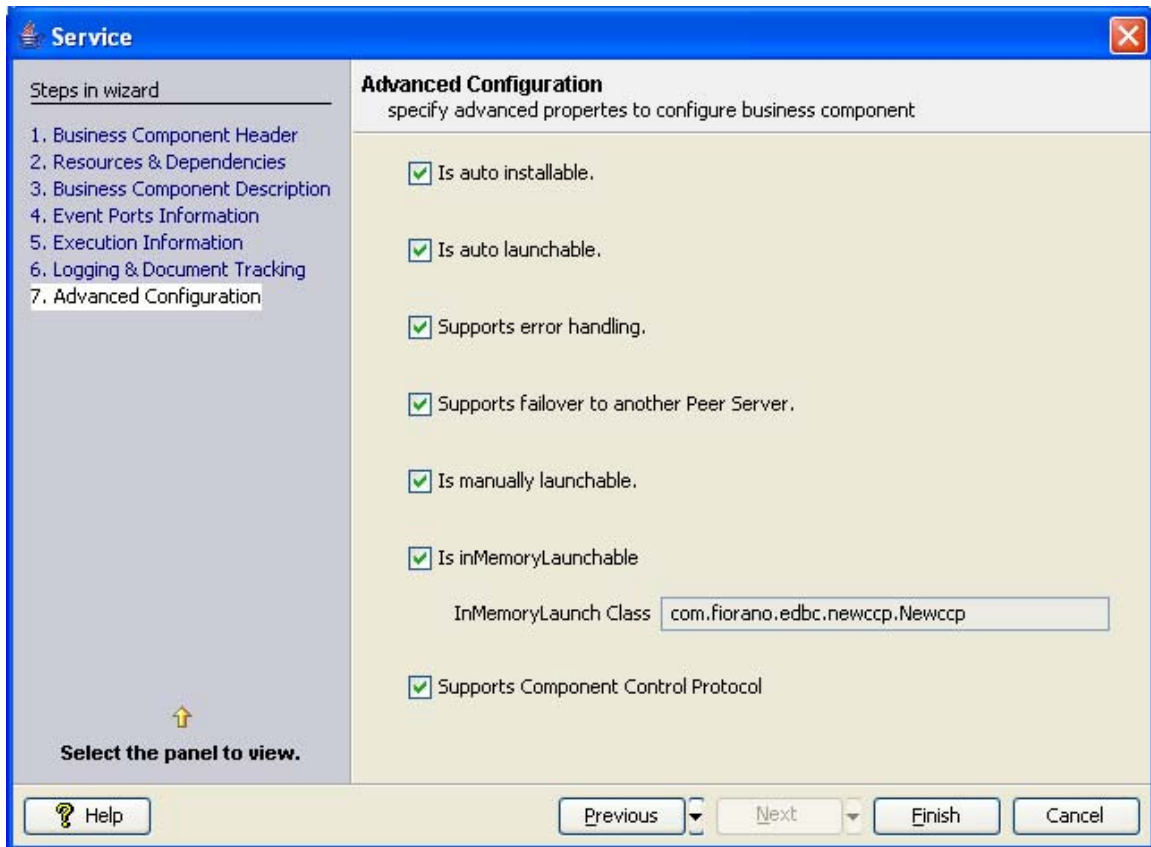 Service
Steps in wizard
1. Business Component Header
2. Resources & Dependencies
3. Business Component Description
4. Event Ports Information
5. Execution Information
6. Logging & Document Tracking
7. Advanced Configuration
Select the panel to view.
Advanced Configuration
specify advanced propertes to configure business component
Is auto installable.
Is auto launchable.
Supports error handling.
Supports failover to another Peer Server.
Is manually launchable.
Is inMemoryLaunchable
InMemoryLaunch Class com.fiorano.edbc.newccp.Newccp
Supports Component Control Protocol
Help Previous Next Finish Cancel